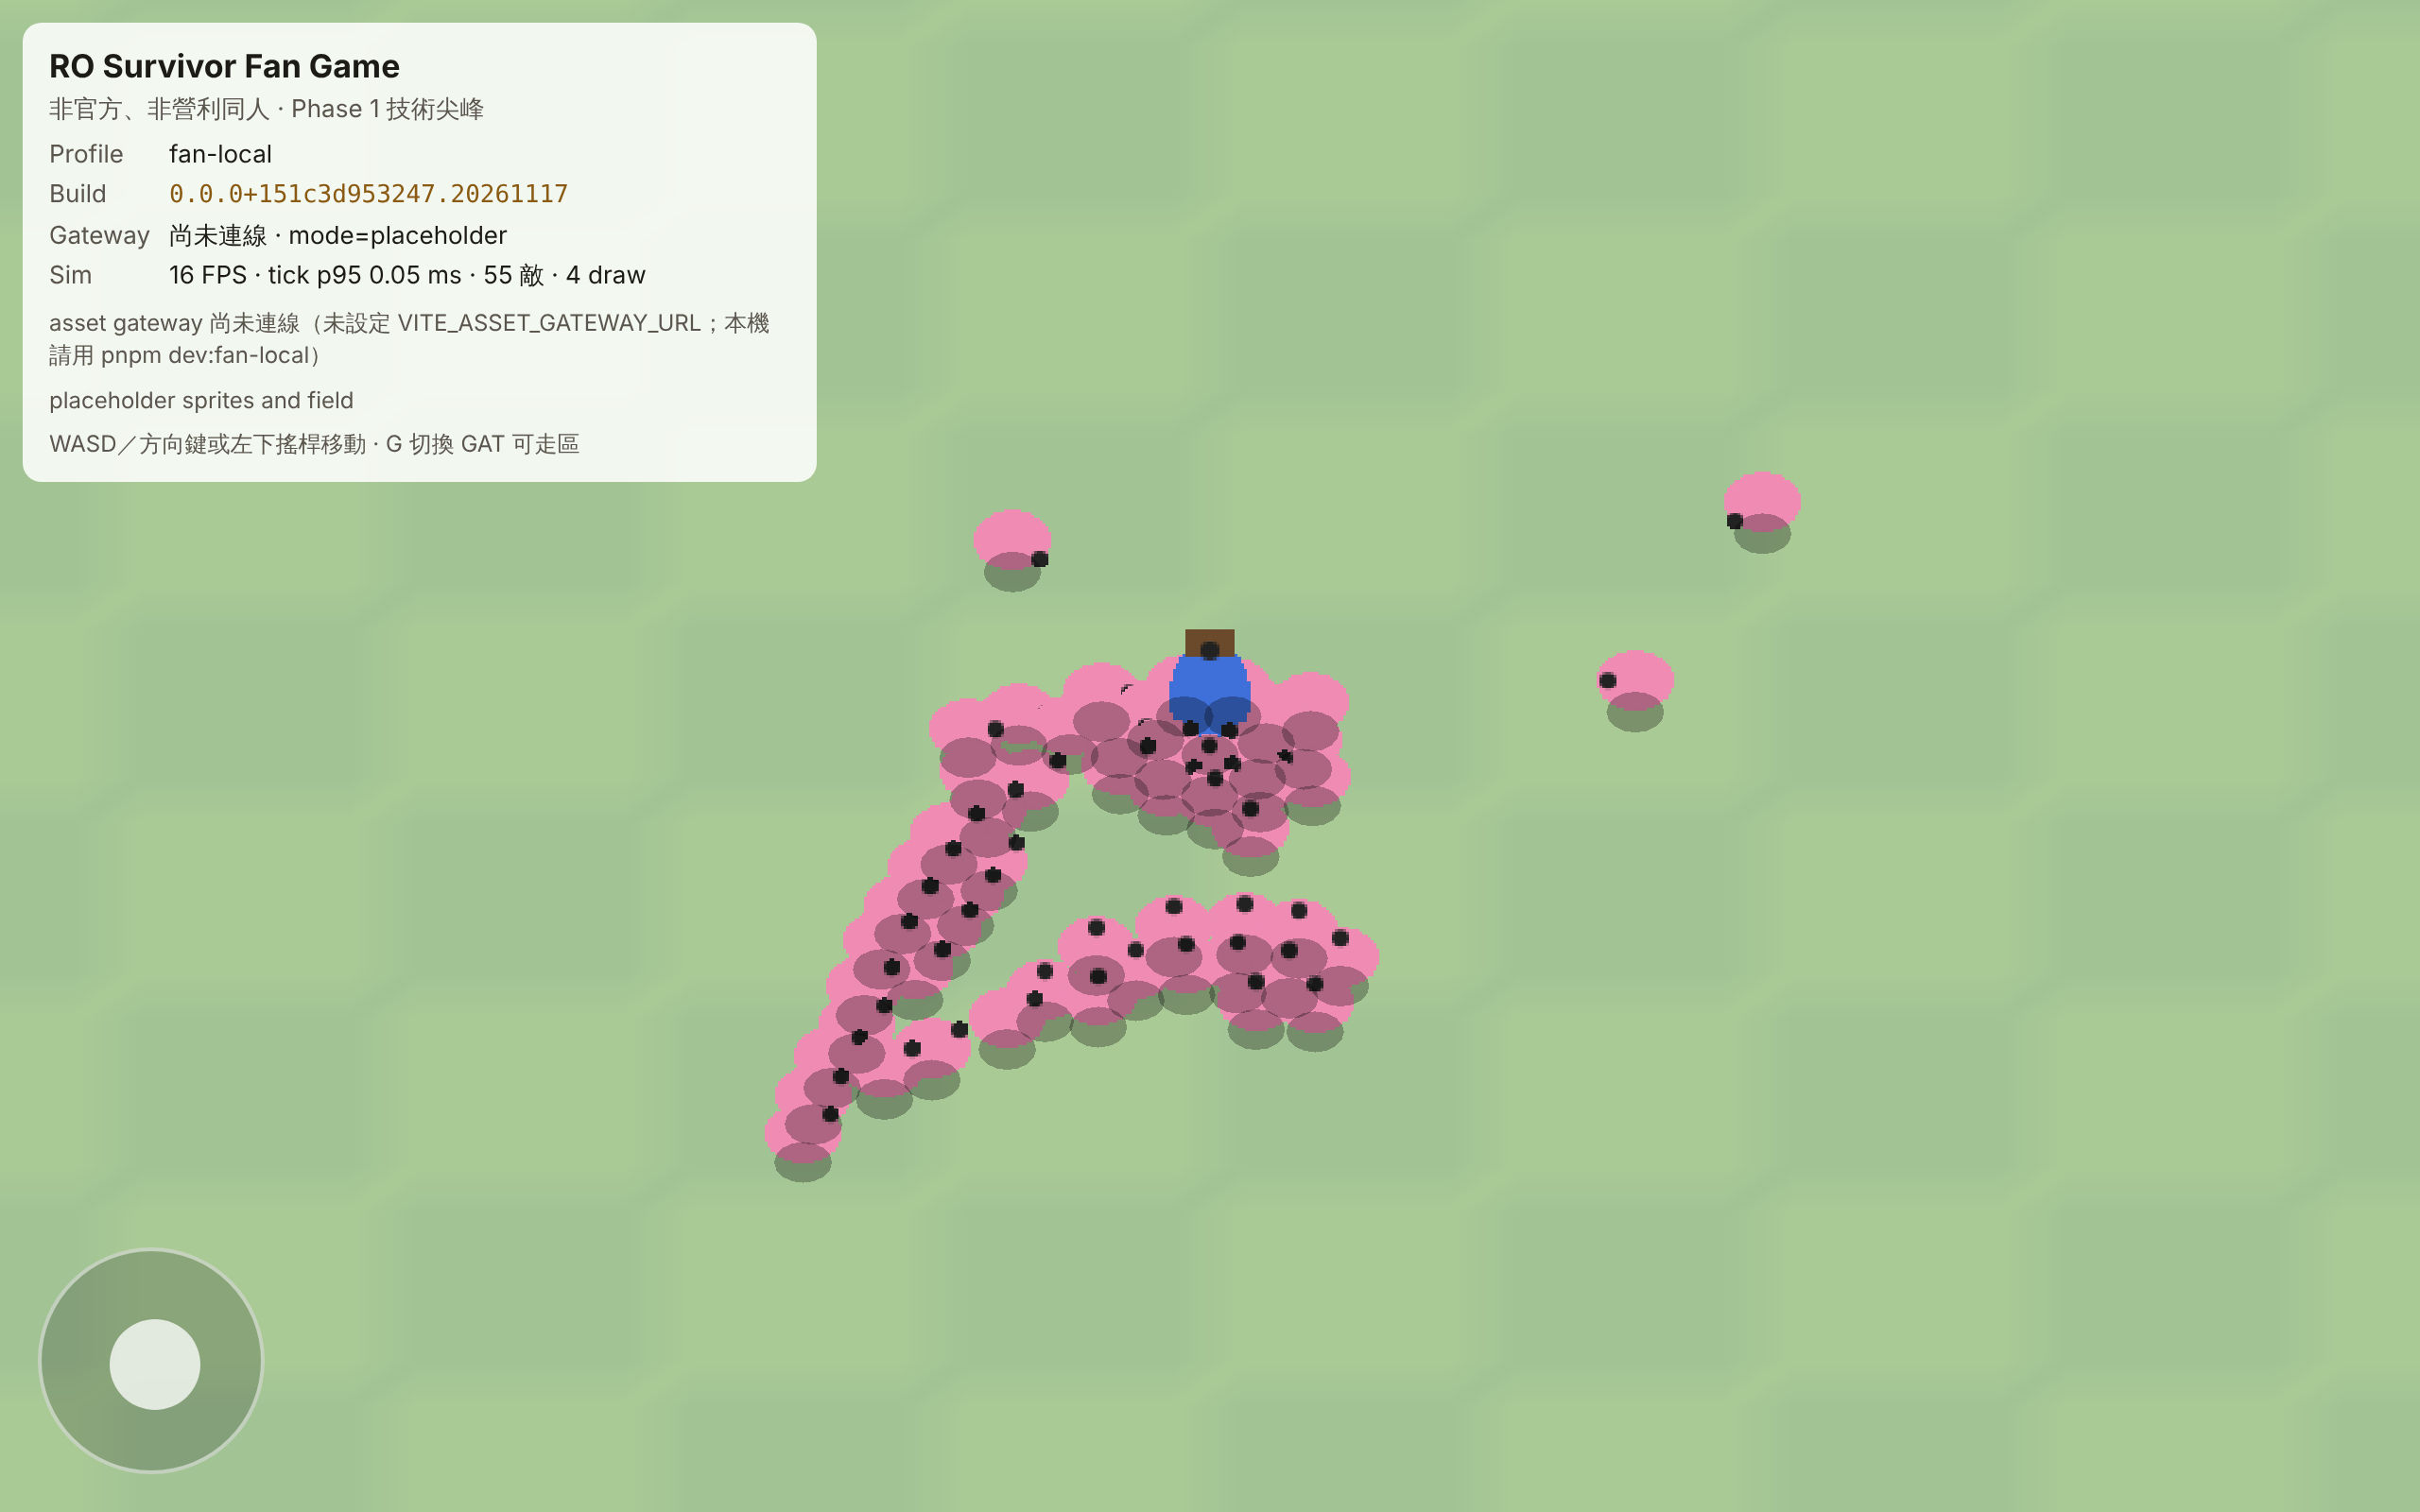 RO Survivor Fan Game
非官方、非營利同人 · Phase 1 技術尖峰
Profile fan-local
Build 0.0.0+151c3d953247.20261117
Gateway 尚未連線 · mode=placeholder
Sim 16 FPS · tick p95 0.05 ms · 55 敵 · 4 draw
asset gateway 尚未連線（未設定 VITE_ASSET_GATEWAY_URL；本機
請用 pnpm dev:fan-local）
placeholder sprites and field
WASD／方向鍵或左下搖桿移動 · G 切換 GAT 可走區